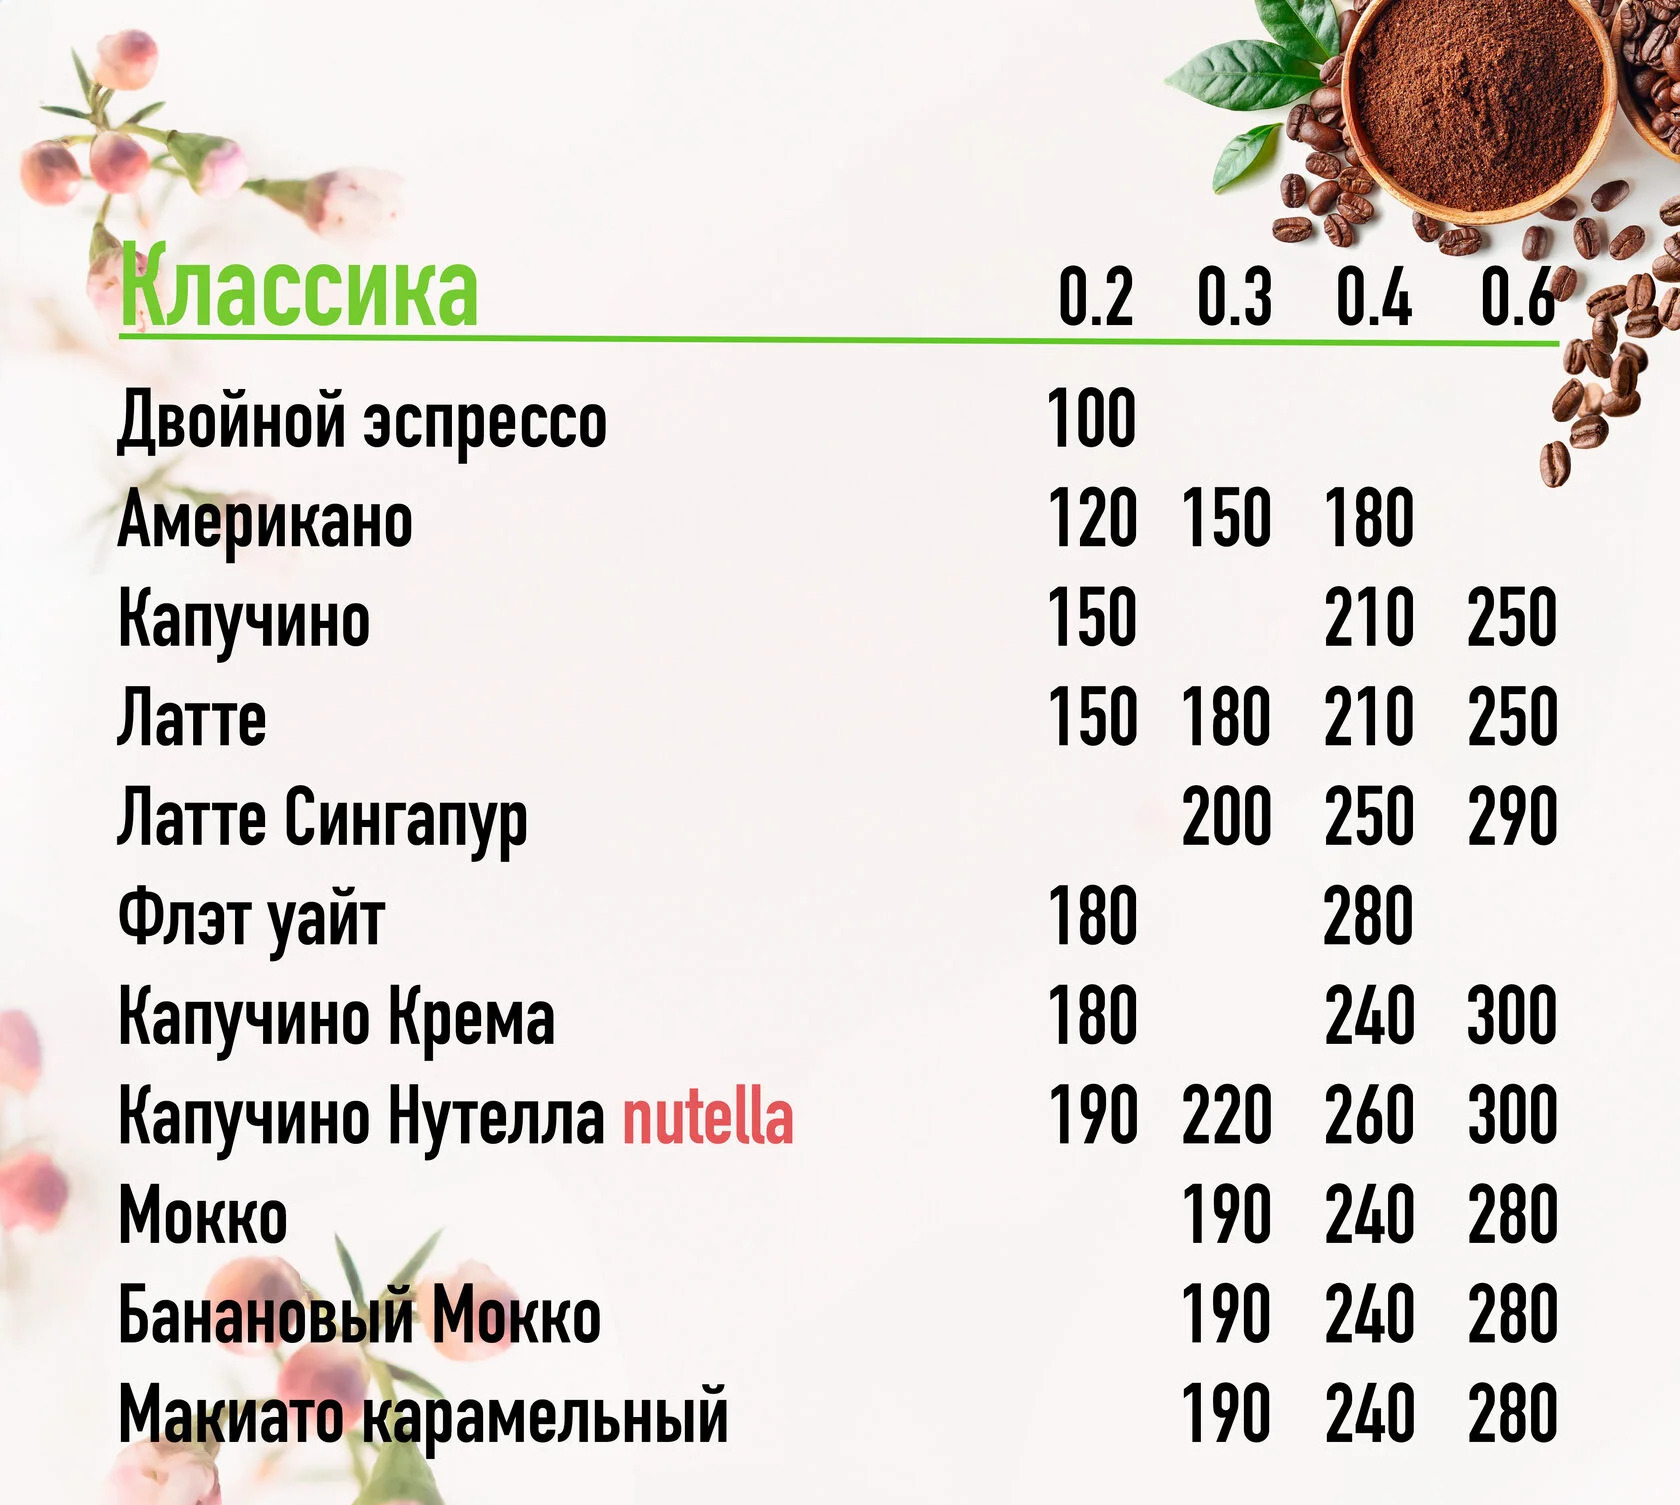 Классика 0.2 0.3 0.4 0.6
Двойной эспрессо 100
Американо 120 150 180
Капучино 150 210 250
Латте 150 180 210 250
Латте Сингапур 200 250 290
Флэт уайт 180 280
Капучино Крема 180 240 300
Капучино Нутелла nutella 190 220 260 300
Мокко 190 240 280
Банановый Мокко 190 240 280
Макиато карамельный 190 240 280